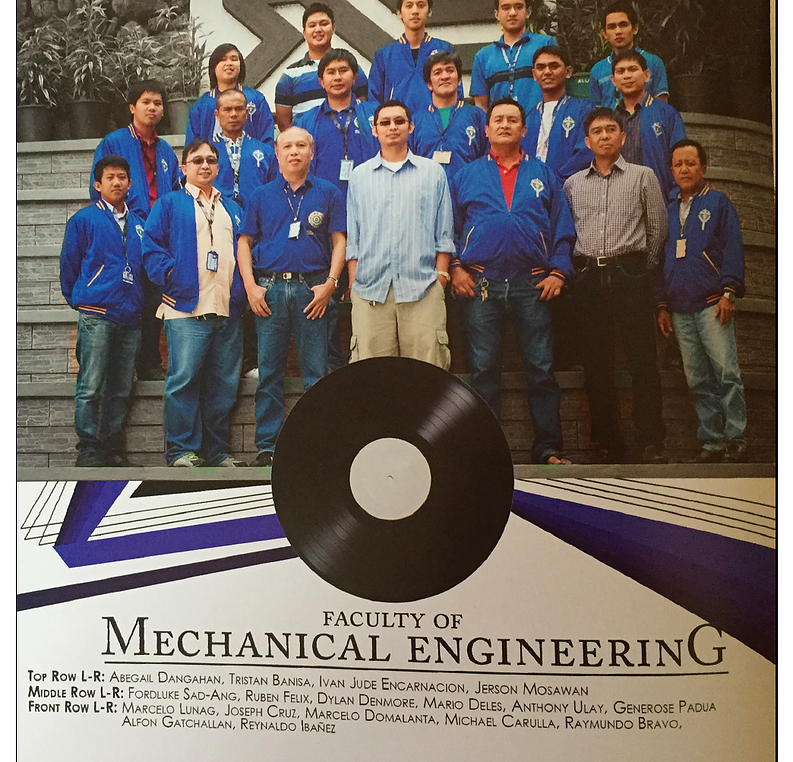 FACULTY OF
MECHANICAL ENGINEERING
TOP ROW L-R: ABEGAIL DANGAHAN, TRISTAN BANISA, IVAN JUDE ENCARNACION, JERSON MOSAWAN
MIDDLE ROW L-R: FORDLUKE SAD-ANG, RUBEN FELIX, DYLAN DENMORE, MARIO DELES, ANTHONY ULAY, GENEROSE PADUA
FRONT ROW L-R: MARCELO LUNAG, JOSEPH CRUZ, MARCELO DOMALANTA, MICHAEL CARULLA, RAYMUNDO BRAVO,
ALFON GATCHALLAN, REYNALDO IBAÑEZ